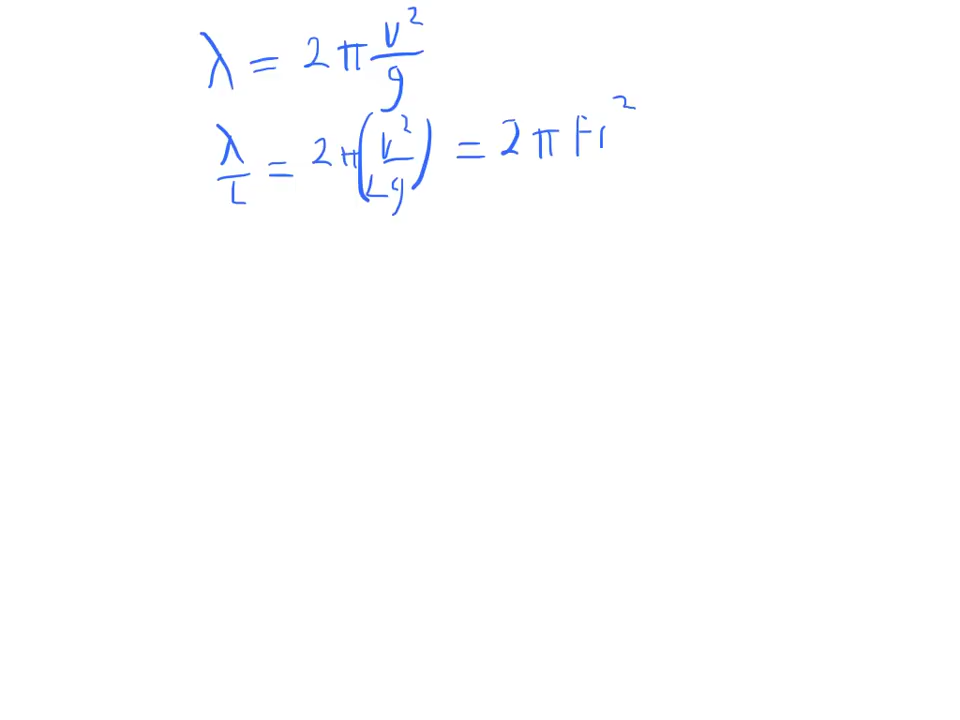 λ = 2π v²/g
λ/L = 2π(v²/Lg) = 2π Fr²